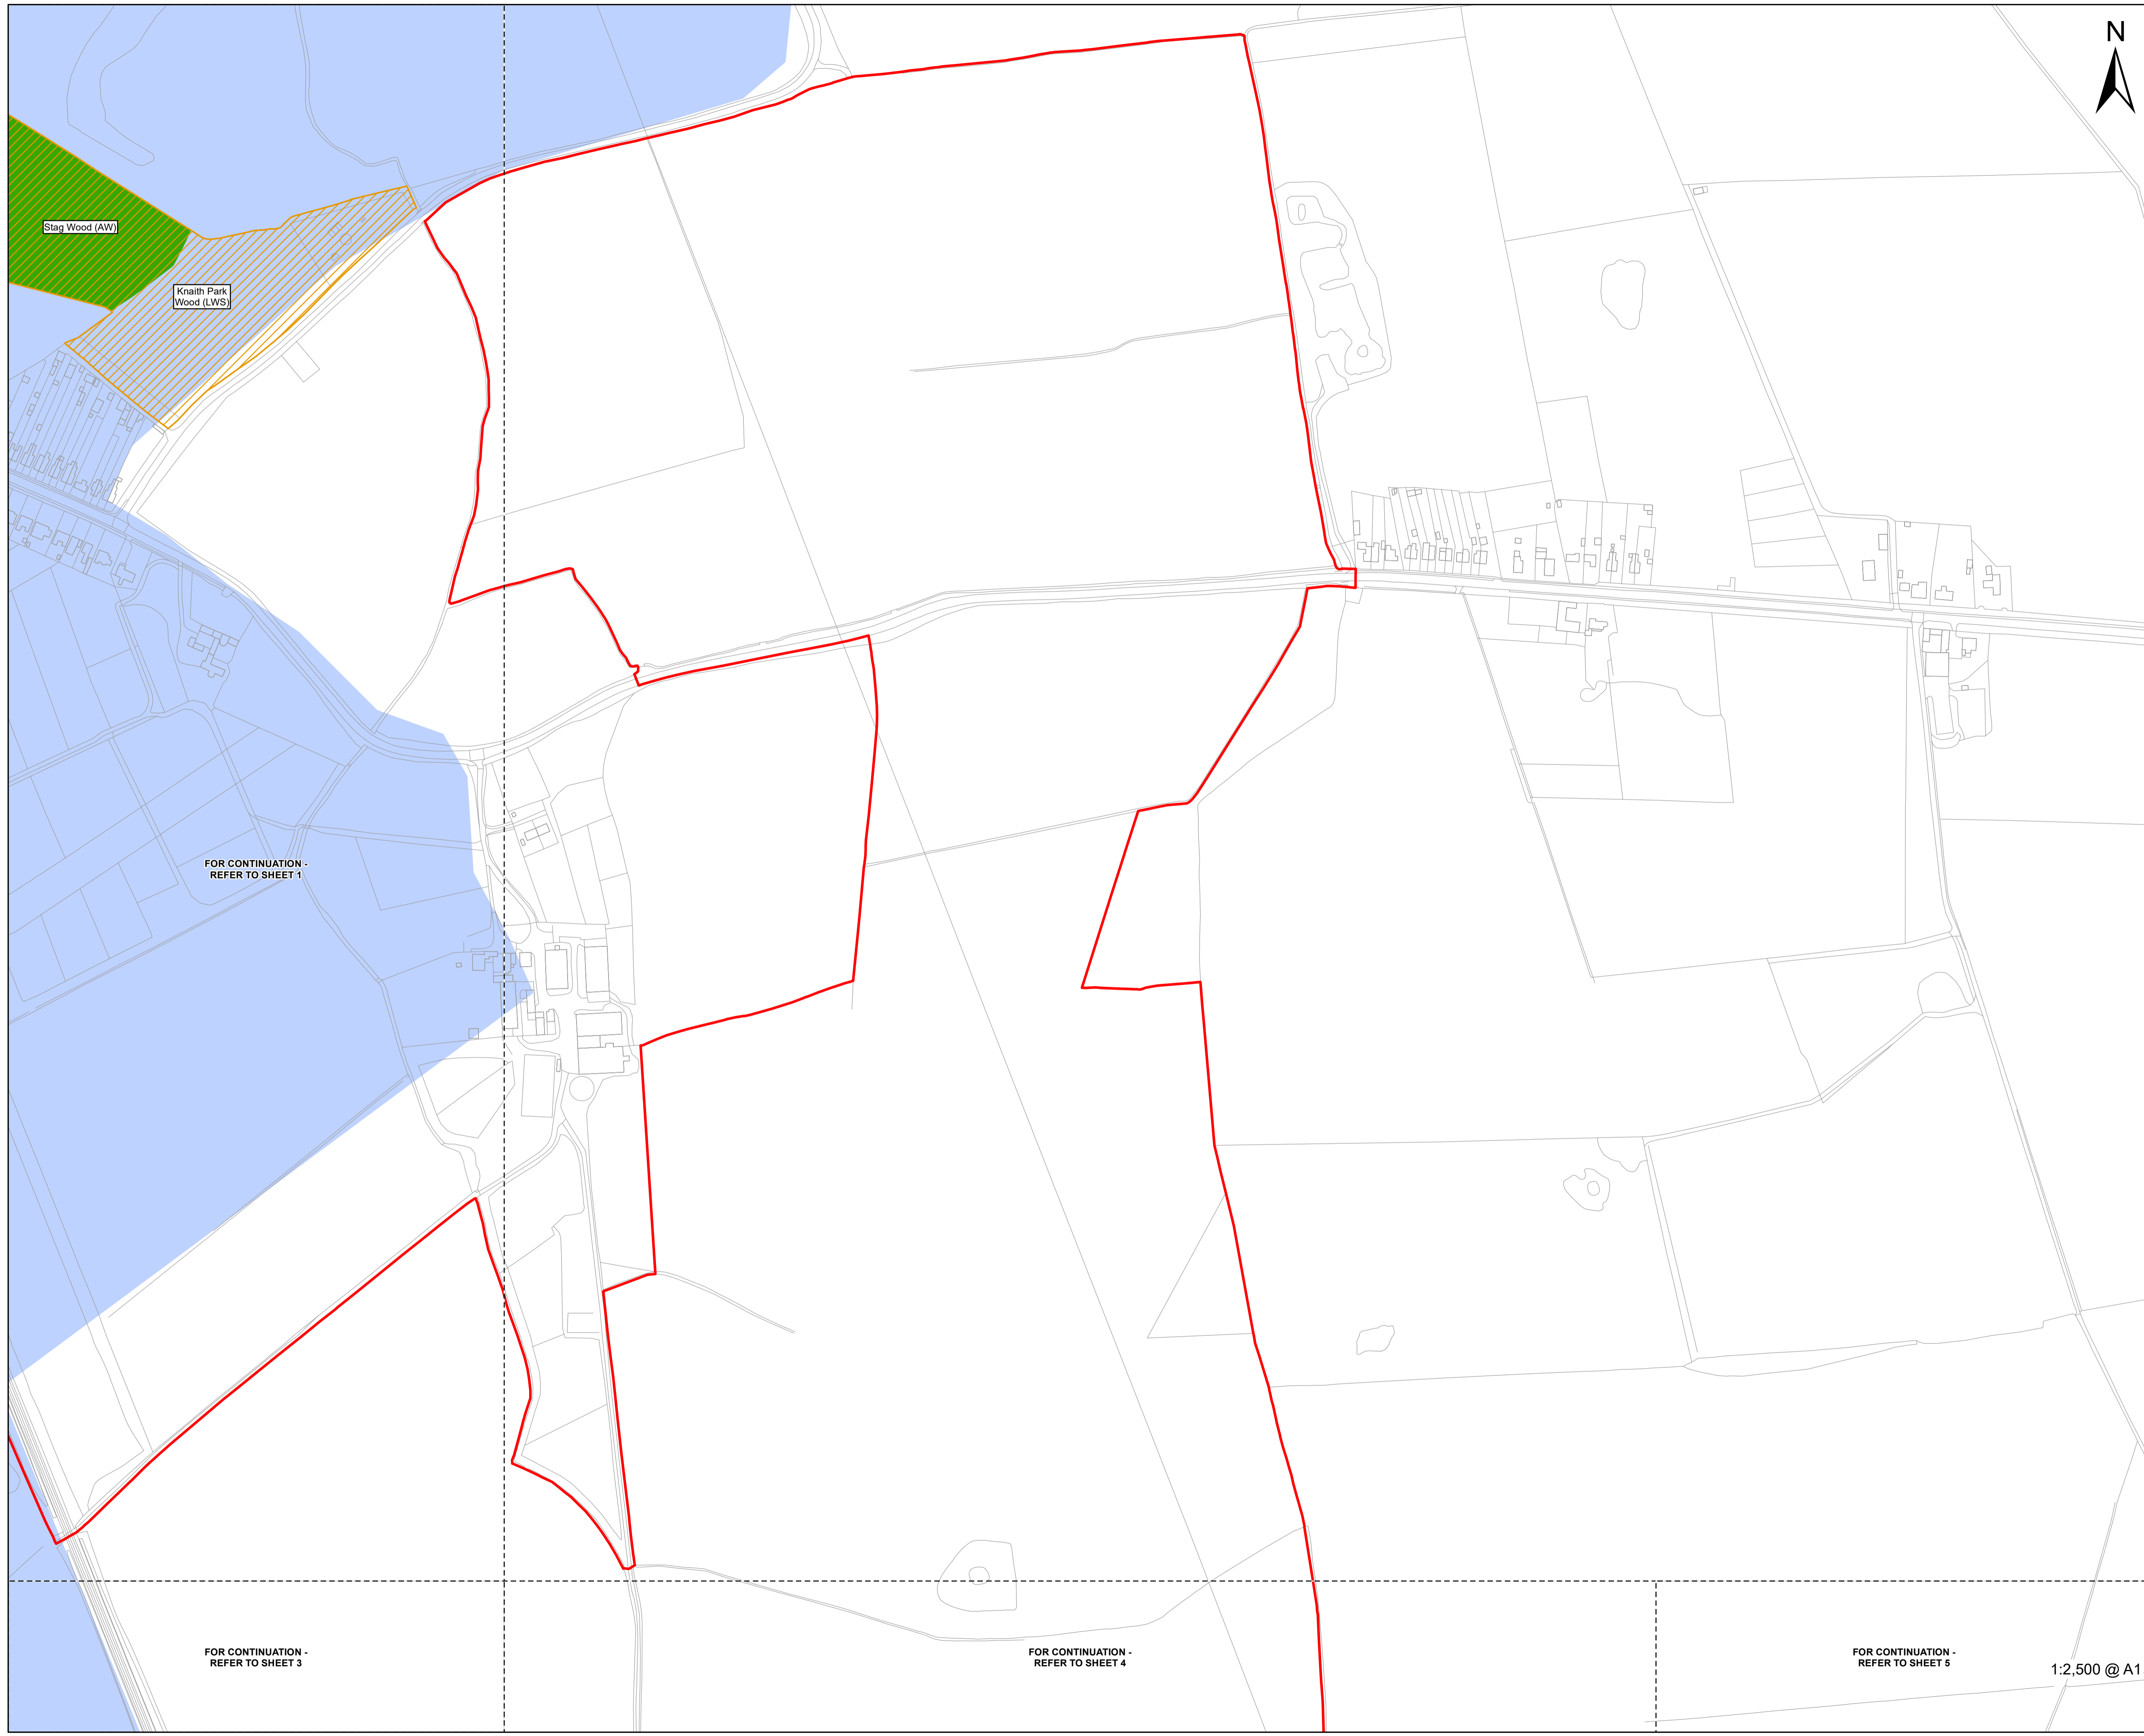 N
Stag Wood (AW)
Knaith Park
Wood (LWS)
FOR CONTINUATION -
REFER TO SHEET 1
FOR CONTINUATION -
REFER TO SHEET 3
FOR CONTINUATION -
REFER TO SHEET 4
FOR CONTINUATION -
REFER TO SHEET 5
1:2,500 @ A1